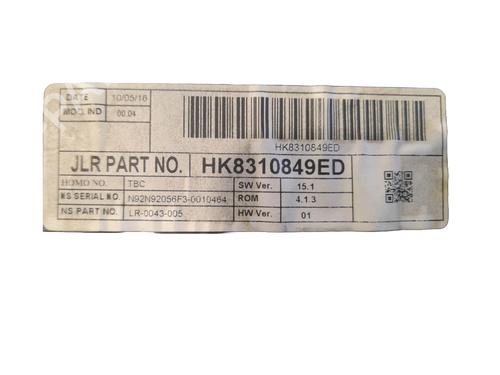 DATE 10/05/16
MOD. IND 00.04
HK8310849ED
JLR PART NO. HK8310849ED
HOMO NO. TBC SW Ver. 15.1
NS SERIAL NO. N92N92056F3-0010464 ROM 4.1.3
NS PART NO. LR-0043-005 HW Ver. 01